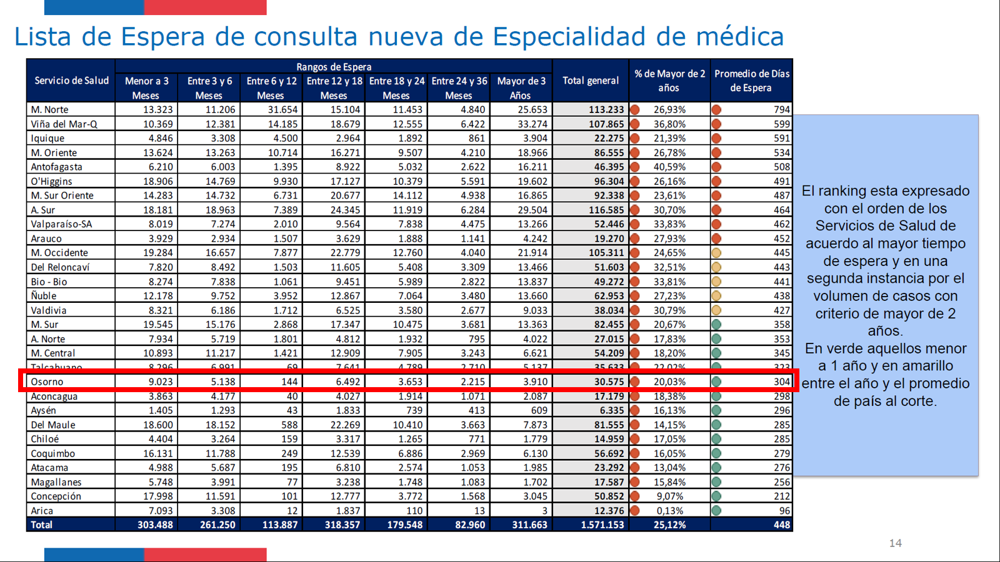 Lista de Espera de consulta nueva de Especialidad de médica
Servicio de Salud Rangos de Espera Total general % de Mayor de 2 años Promedio de Días de Espera
Menor a 3 Meses Entre 3 y 6 Meses Entre 6 y 12 Meses Entre 12 y 18 Meses Entre 18 y 24 Meses Entre 24 y 36 Meses Mayor de 3 Años
M. Norte 13.323 11.206 31.654 15.104 11.453 4.840 25.653 113.233 26,93% 794
Viña del Mar-Q 10.369 12.381 14.185 18.679 12.555 6.422 33.274 107.865 36,80% 599
Iquique 4.846 3.308 4.500 2.964 1.892 861 3.904 22.275 21,39% 591
M. Oriente 13.624 13.263 10.714 16.271 9.507 4.210 18.966 86.555 26,78% 534
Antofagasta 6.210 6.003 1.395 8.922 5.032 2.622 16.211 46.395 40,59% 508
O'Higgins 18.906 14.769 9.930 17.127 10.379 5.591 19.602 96.304 26,16% 491
M. Sur Oriente 14.283 14.732 6.731 20.677 14.112 4.938 16.865 92.338 23,61% 487
A. Sur 18.181 18.963 7.389 24.345 11.919 6.284 29.504 116.585 30,70% 464
Valparaíso-SA 8.019 7.274 2.010 9.564 7.838 4.475 13.266 52.446 33,83% 462
Arauco 3.929 2.934 1.507 3.629 1.888 1.141 4.242 19.270 27,93% 452
M. Occidente 19.284 16.657 7.877 22.779 12.760 4.040 21.914 105.311 24,65% 445
Del Reloncaví 7.820 8.492 1.503 11.605 5.408 3.309 13.466 51.603 32,51% 443
Bio - Bio 8.274 7.838 1.061 9.451 5.989 2.822 13.837 49.272 33,81% 441
Ñuble 12.178 9.752 3.952 12.867 7.064 3.480 13.660 62.953 27,23% 438
Valdivia 8.321 6.186 1.712 6.525 3.580 2.677 9.033 38.034 30,79% 427
M. Sur 19.545 15.176 2.868 17.347 10.475 3.681 13.363 82.455 20,67% 358
A. Norte 7.934 5.719 1.801 4.812 1.932 795 4.022 27.015 17,83% 353
M. Central 10.893 11.217 1.421 12.909 7.905 3.243 6.621 54.209 18,20% 345
Talcahuano 8.296 6.991 69 7.641 4.789 2.710 5.137 35.633 22,02% 323
Osorno 9.023 5.138 144 6.492 3.653 2.215 3.910 30.575 20,03% 304
Aconcagua 3.863 4.177 40 4.027 1.914 1.071 2.087 17.179 18,38% 298
Aysén 1.405 1.293 43 1.833 739 413 609 6.335 16,13% 296
Del Maule 18.600 18.152 588 22.269 10.410 3.663 7.873 81.555 14,15% 285
Chiloé 4.404 3.264 159 3.317 1.265 771 1.779 14.959 17,05% 285
Coquimbo 16.131 11.788 249 12.539 6.886 2.969 6.130 56.692 16,05% 279
Atacama 4.988 5.687 195 6.810 2.574 1.053 1.985 23.292 13,04% 276
Magallanes 5.748 3.991 77 3.238 1.748 1.083 1.702 17.587 15,84% 256
Concepción 17.998 11.591 101 12.777 3.772 1.568 3.045 50.852 9,07% 212
Arica 7.093 3.308 12 1.837 110 13 3 12.376 0,13% 96
Total 303.488 261.250 113.887 318.357 179.548 82.960 311.663 1.571.153 25,12% 448
El ranking esta expresado
con el orden de los
Servicios de Salud de
acuerdo al mayor tiempo
de espera y en una
segunda instancia por el
volumen de casos con
criterio de mayor de 2
años.
En verde aquellos menor
a 1 año y en amarillo
entre el año y el promedio
de país al corte.
14